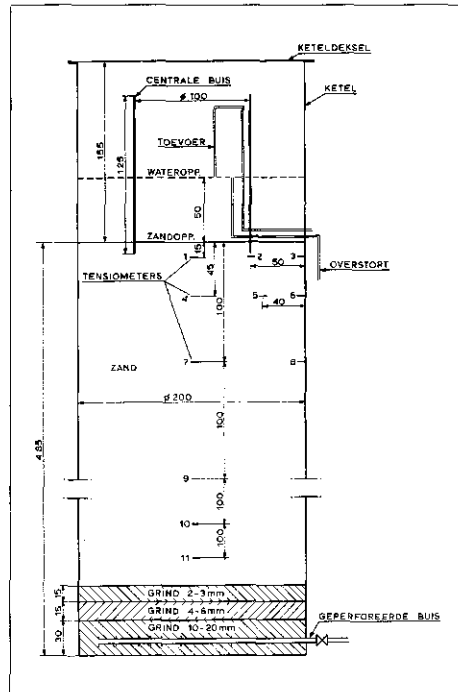 KETELDEKSEL
CENTRALE BUIS
ø 100
KETEL
TOEVOER
155
125
WATEROPP.
50
ZANDOPP.
15
1
2
3
45
50
OVERSTORT
TENSIOMETERS
4
5
6
40
100
7
8
ZAND
ø 200
100
485
9
100
10
100
11
15
GRIND 2-3mm
15
GRIND 4-6mm
30
GRIND 10-20mm
GEPERFOREERDE BUIS